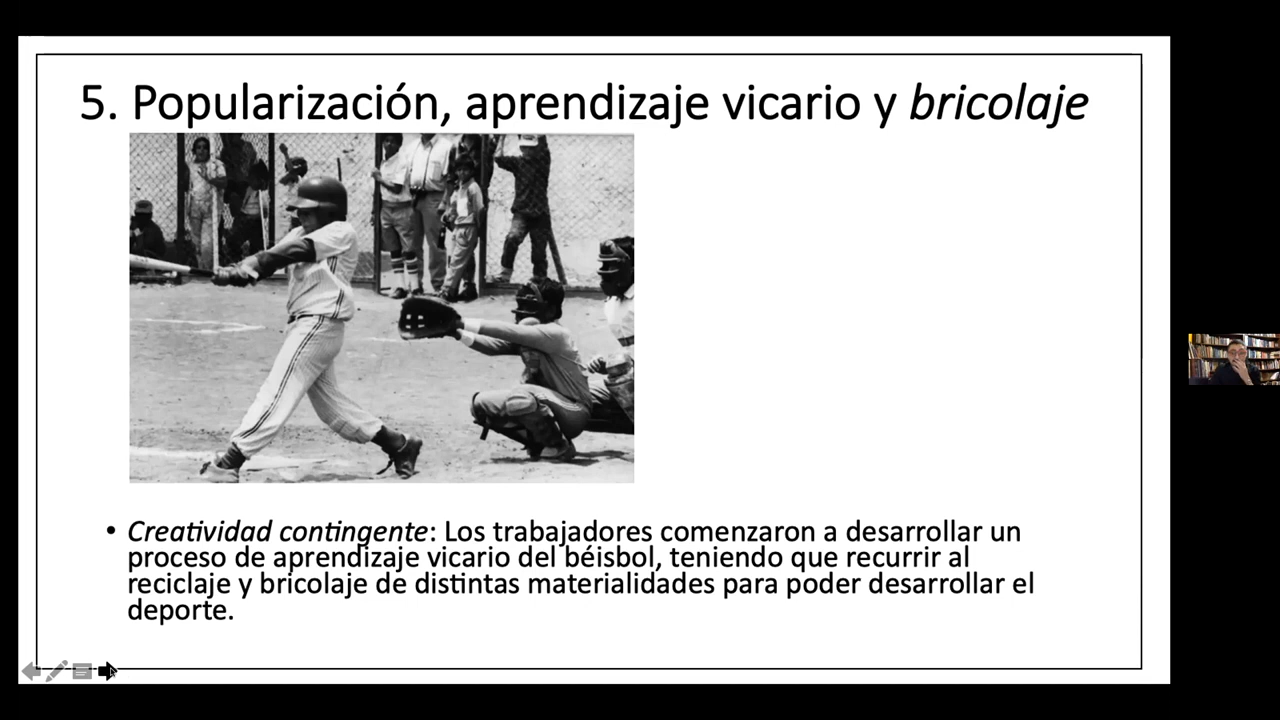 5. Popularización, aprendizaje vicario y bricolaje
• Creatividad contingente: Los trabajadores comenzaron a desarrollar un
proceso de aprendizaje vicario del béisbol, teniendo que recurrir al
reciclaje y bricolaje de distintas materialidades para poder desarrollar el
deporte.